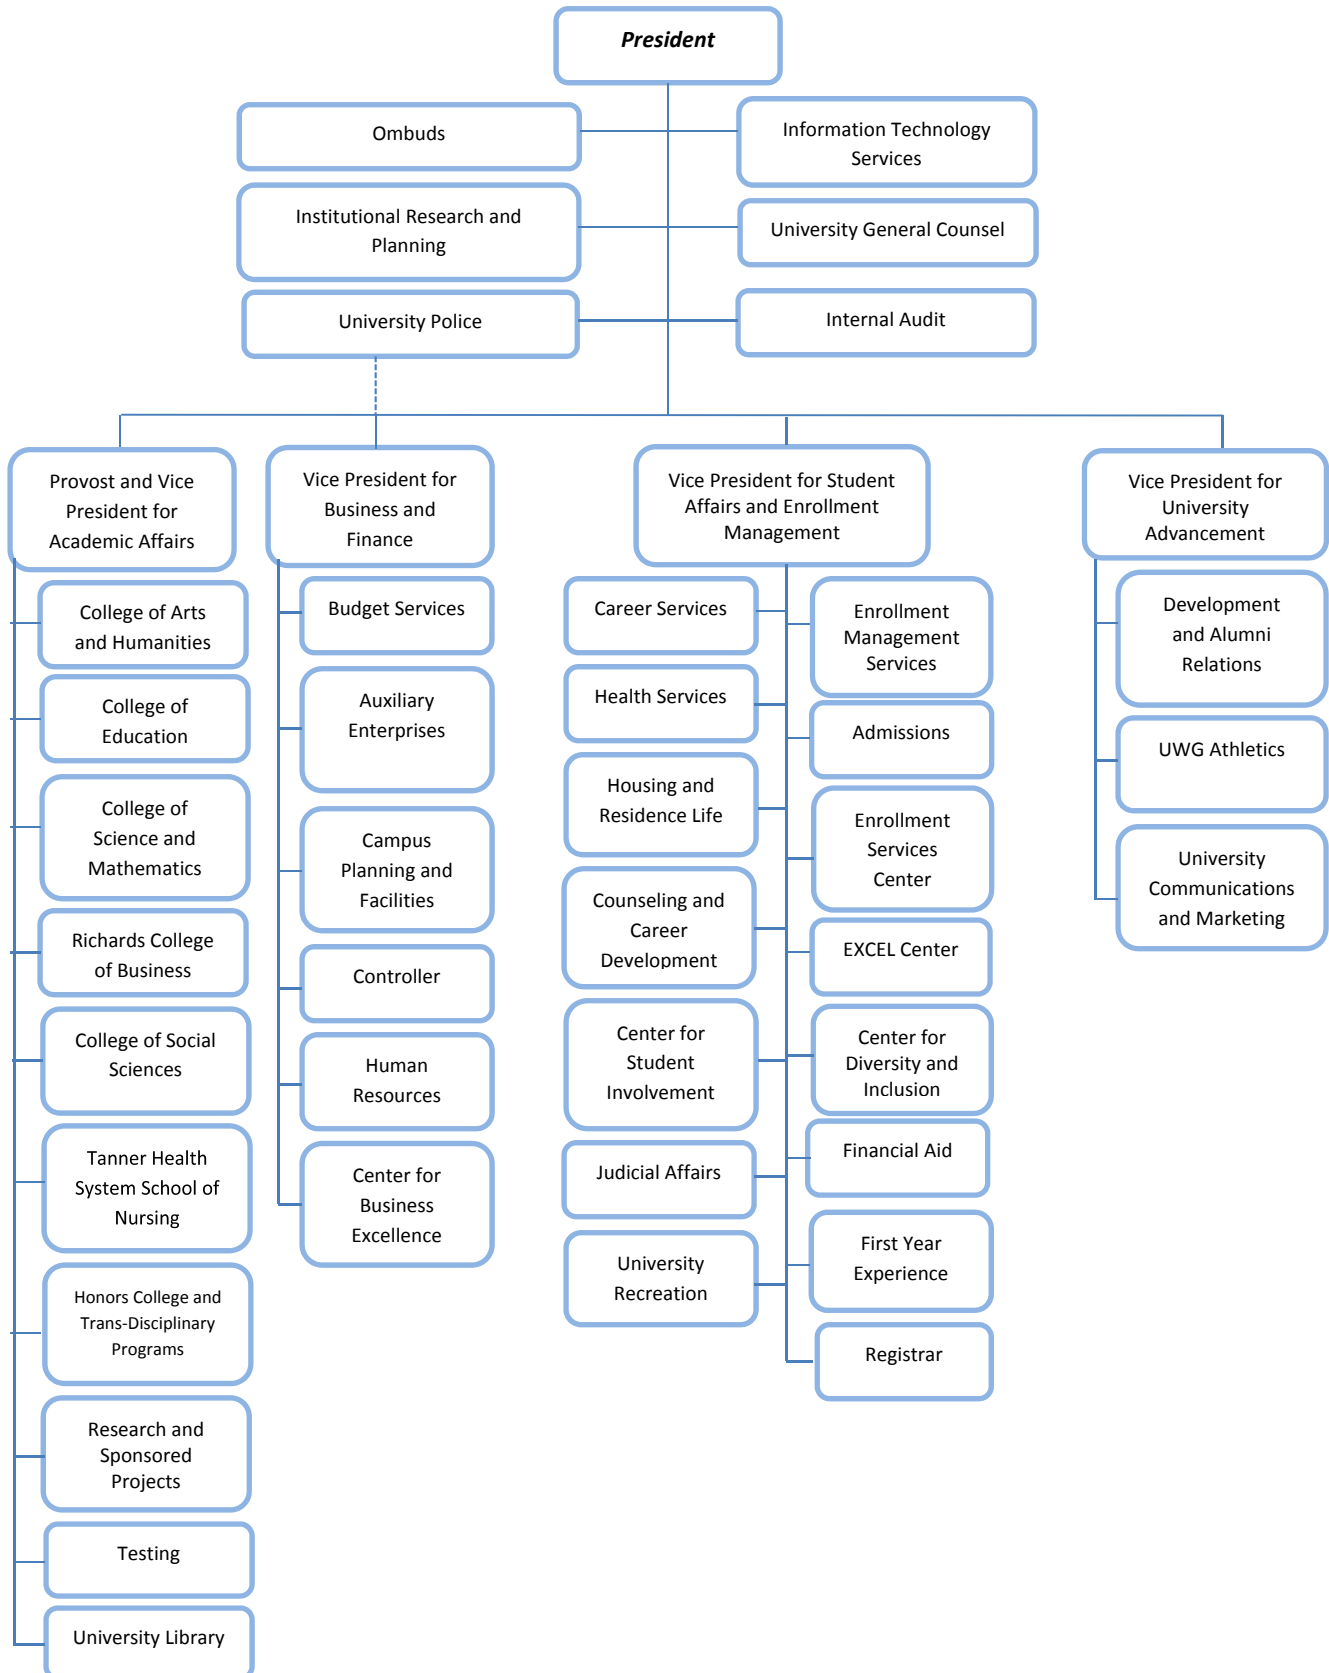 President
Ombuds
Information Technology
Services
Institutional Research and
Planning
University General Counsel
University Police
Internal Audit
Provost and Vice
President for
Academic Affairs
Vice President for
Business and
Finance
Vice President for Student
Affairs and Enrollment
Management
Vice President for
University
Advancement
College of Arts
and Humanities
College of
Education
College of
Science and
Mathematics
Richards College
of Business
College of Social
Sciences
Tanner Health
System School of
Nursing
Honors College and
Trans-Disciplinary
Programs
Research and
Sponsored
Projects
Testing
University Library
Budget Services
Auxiliary
Enterprises
Campus
Planning and
Facilities
Controller
Human
Resources
Center for
Business
Excellence
Career Services
Health Services
Housing and
Residence Life
Counseling and
Career
Development
Center for
Student
Involvement
Judicial Affairs
University
Recreation
Enrollment
Management
Services
Admissions
Enrollment
Services
Center
EXCEL Center
Center for
Diversity and
Inclusion
Financial Aid
First Year
Experience
Registrar
Development
and Alumni
Relations
UWG Athletics
University
Communications
and Marketing